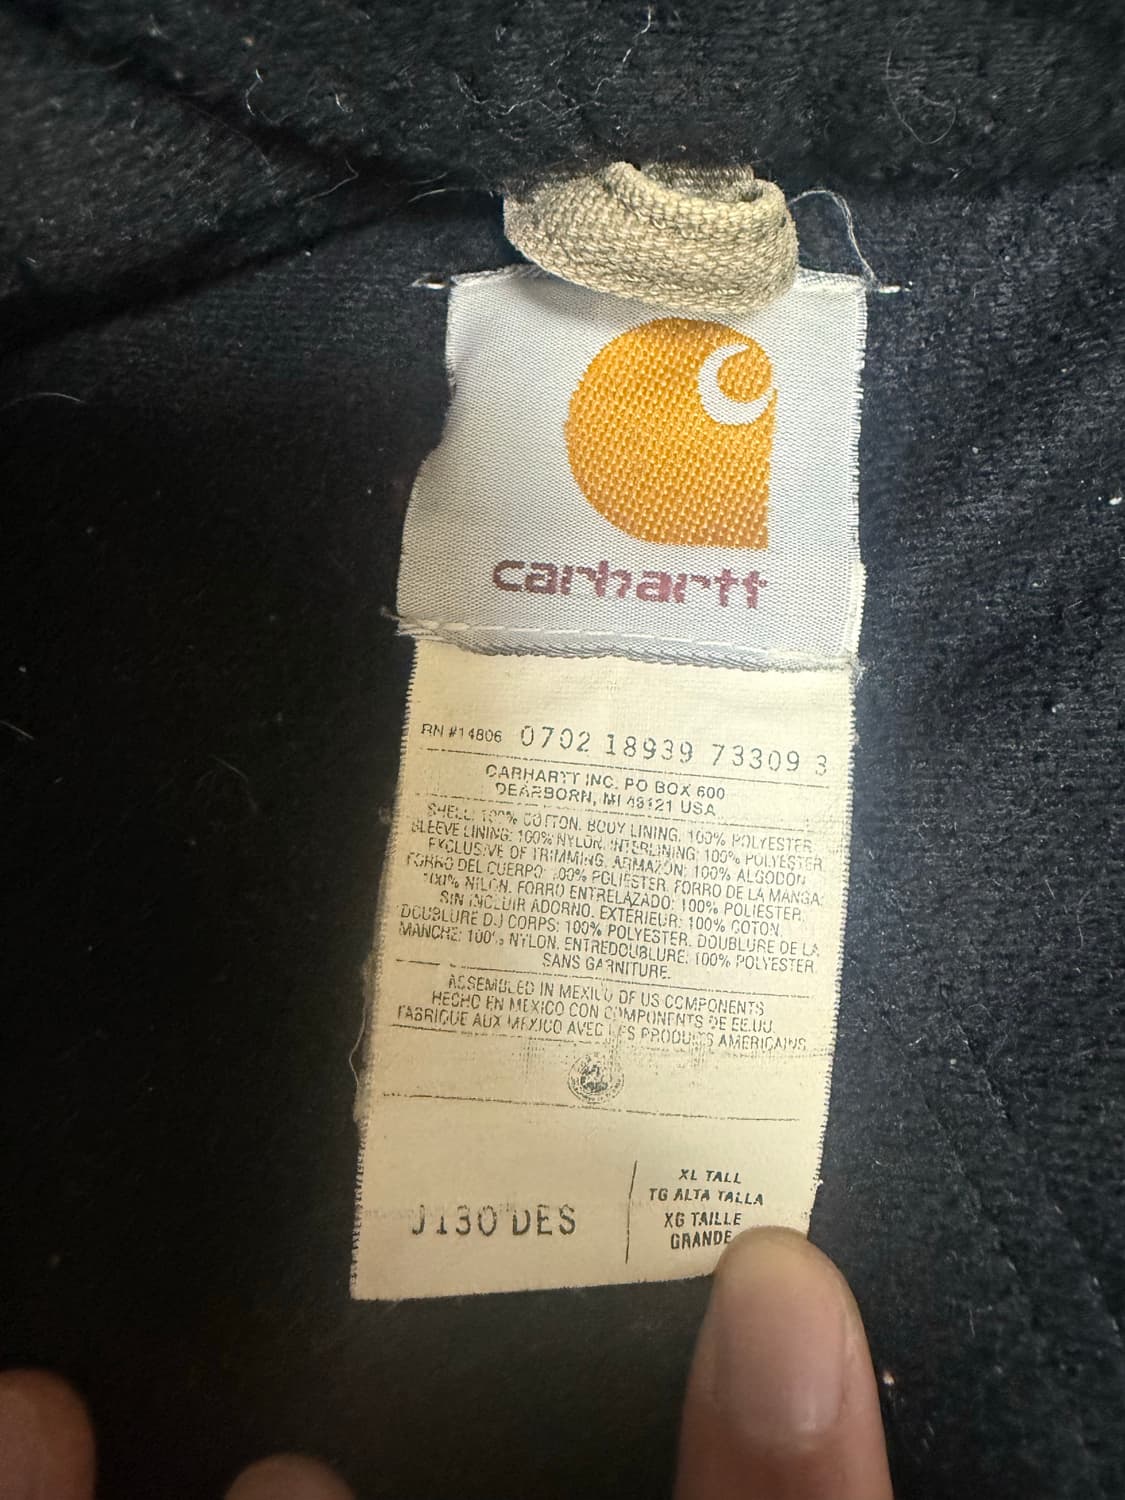 carhartt
RN #14806 0702 18939 73309 3
CARHARTT INC. PO BOX 600
DEARBORN, MI 48121 USA
SHELL: 100% COTTON. BODY LINING: 100% POLYESTER
SLEEVE LINING: 100% NYLON. INTERLINING: 100% POLYESTER
EXCLUSIVE OF TRIMMING. ARMAZON: 100% ALGODON
FORRO DEL CUERPO: 100% POLIESTER. FORRO DE LA MANGA:
100% NILON. FORRO ENTRELAZADO: 100% POLIESTER.
SIN INCLUIR ADORNO. EXTERIEUR: 100% COTON.
DOUBLURE DU CORPS: 100% POLYESTER. DOUBLURE DE LA
MANCHE: 100% NYLON. ENTREDOUBLURE: 100% POLYESTER
SANS GARNITURE.
ASSEMBLED IN MEXICO OF US COMPONENTS
HECHO EN MEXICO CON COMPONENTS DE EE.UU.
FABRIQUE AUX MEXICO AVEC LES PRODUITS AMERICAINS
J130 DES
XL TALL
TG ALTA TALLA
XG TAILLE
GRANDE